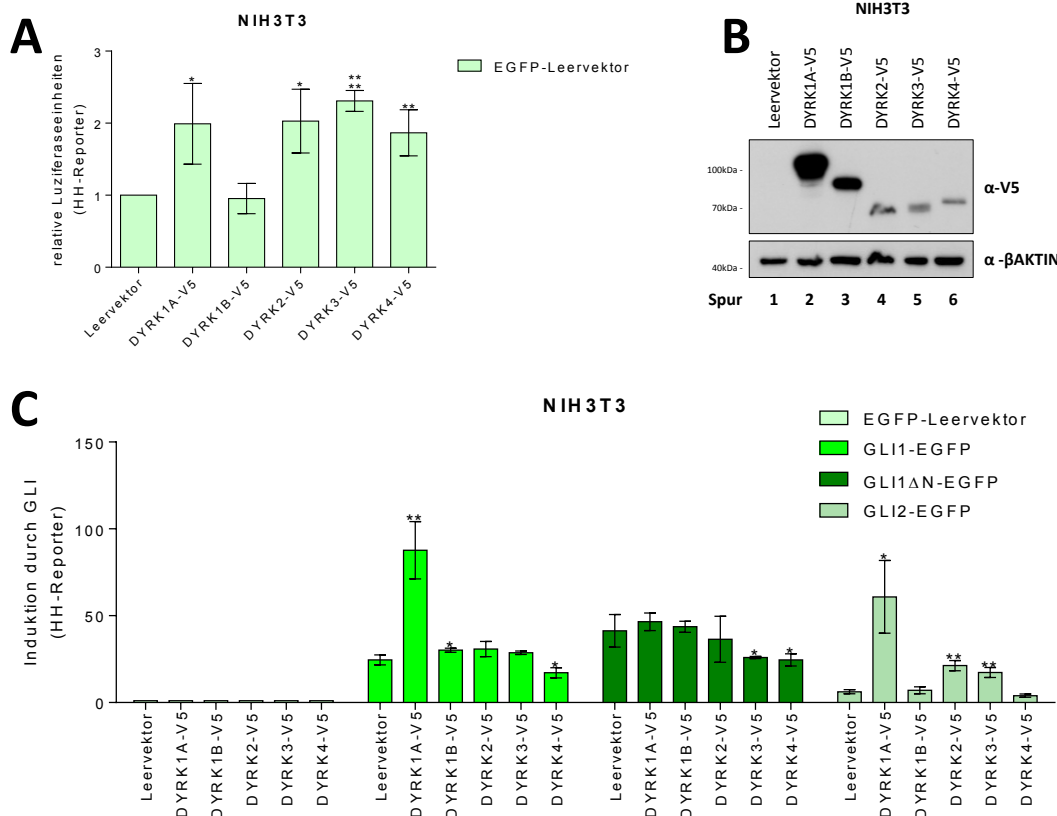 A
NIH3T3
relative Luziferaseeinheiten
(HH-Reporter)
3
2
1
0
*
*
**
**
**
EGFP-Leervektor
Leervektor
DYRK1A-V5
DYRK1B-V5
DYRK2-V5
DYRK3-V5
DYRK4-V5
B
NIH3T3
Leervektor
DYRK1A-V5
DYRK1B-V5
DYRK2-V5
DYRK3-V5
DYRK4-V5
100kDa -
70kDa -
α-V5
40kDa -
α -βAKTIN
Spur 1 2 3 4 5 6
C
NIH3T3
Induktion durch GLI
(HH-Reporter)
150
100
50
0
**
*
*
*
*
*
**
**
EGFP-Leervektor
GLI1-EGFP
GLI1ΔN-EGFP
GLI2-EGFP
Leervektor
DYRK1A-V5
DYRK1B-V5
DYRK2-V5
DYRK3-V5
DYRK4-V5
Leervektor
DYRK1A-V5
DYRK1B-V5
DYRK2-V5
DYRK3-V5
DYRK4-V5
Leervektor
DYRK1A-V5
DYRK1B-V5
DYRK2-V5
DYRK3-V5
DYRK4-V5
Leervektor
DYRK1A-V5
DYRK1B-V5
DYRK2-V5
DYRK3-V5
DYRK4-V5